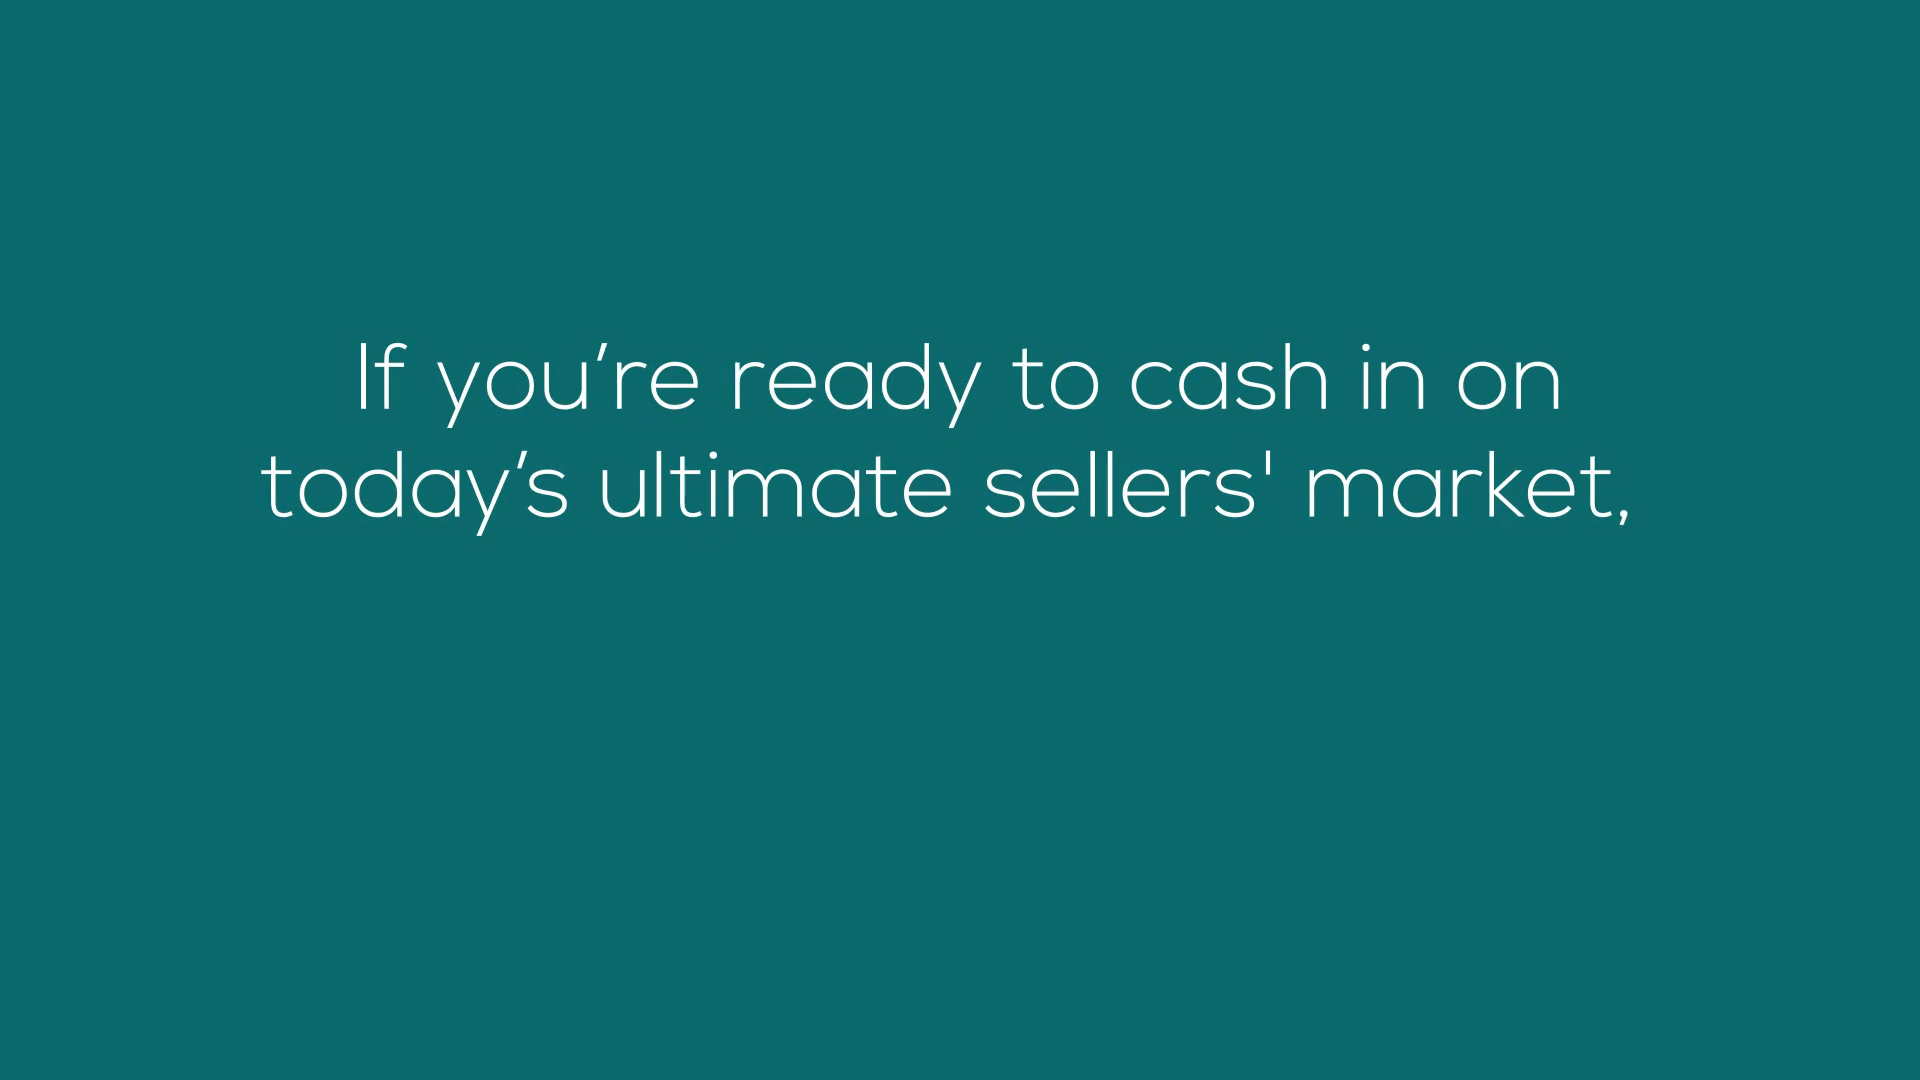 If you’re ready to cash in on
today’s ultimate sellers' market,